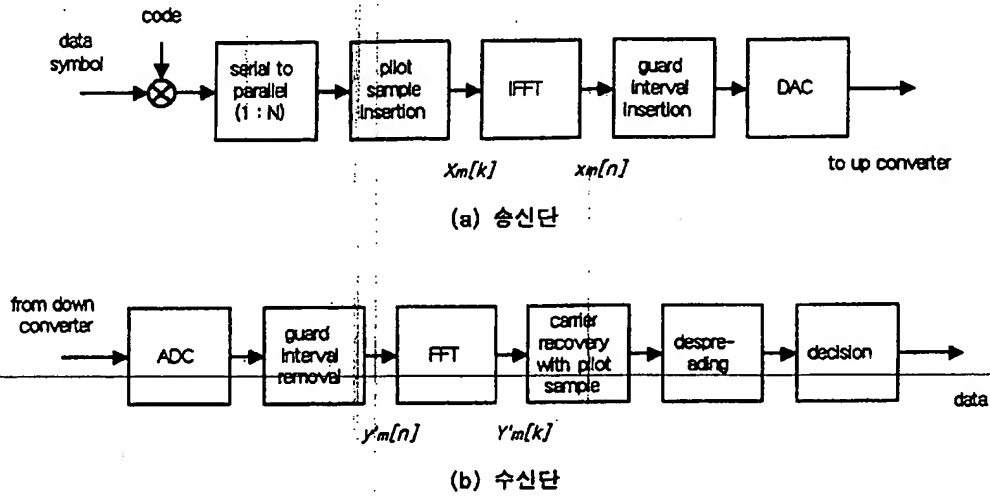 code
data
symbol
serial to
parallel
(1 : N)
pilot
sample
insertion
IFFT
guard
interval
insertion
DAC
Xm[k]
xm[n]
to up converter
(a) 송신단
from down
converter
ADC
guard
interval
removal
FFT
carrier
recovery
with pilot
sample
despre-
ading
decision
data
y'm[n]
Y'm[k]
(b) 수신단